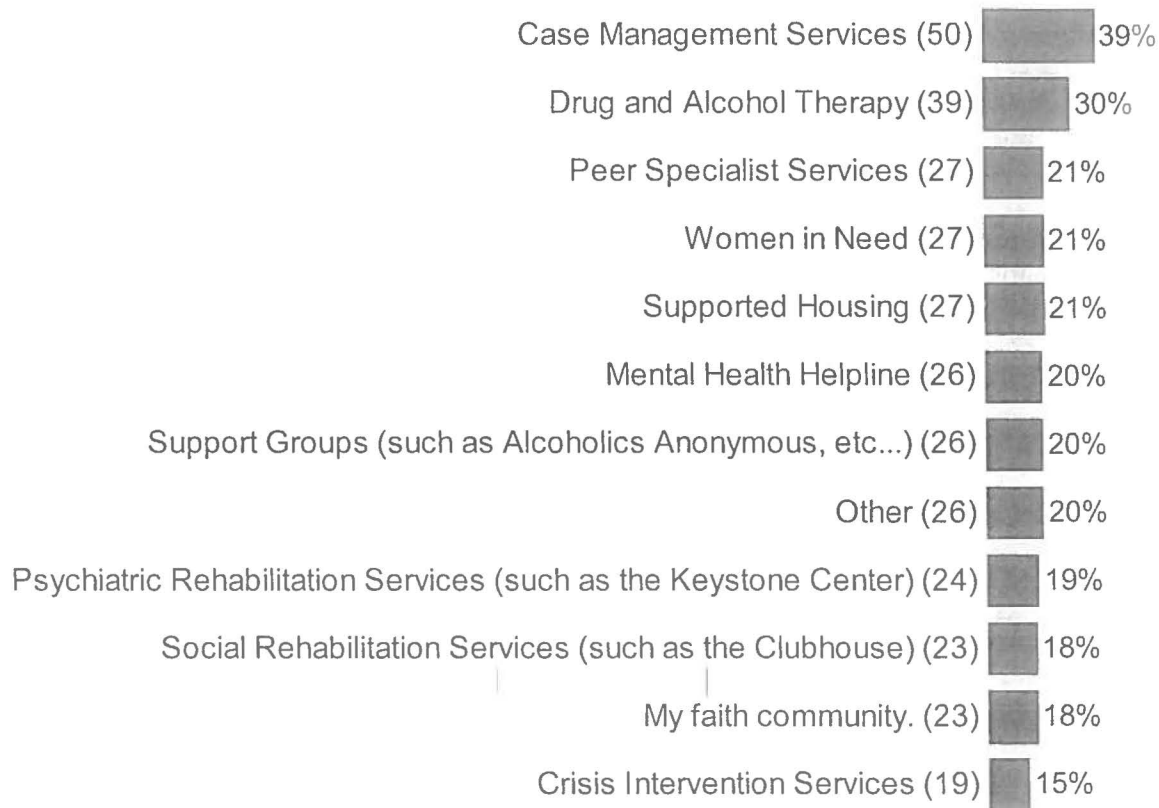 Case Management Services (50) 39%
Drug and Alcohol Therapy (39) 30%
Peer Specialist Services (27) 21%
Women in Need (27) 21%
Supported Housing (27) 21%
Mental Health Helpline (26) 20%
Support Groups (such as Alcoholics Anonymous, etc...) (26) 20%
Other (26) 20%
Psychiatric Rehabilitation Services (such as the Keystone Center) (24) 19%
Social Rehabilitation Services (such as the Clubhouse) (23) 18%
My faith community. (23) 18%
Crisis Intervention Services (19) 15%